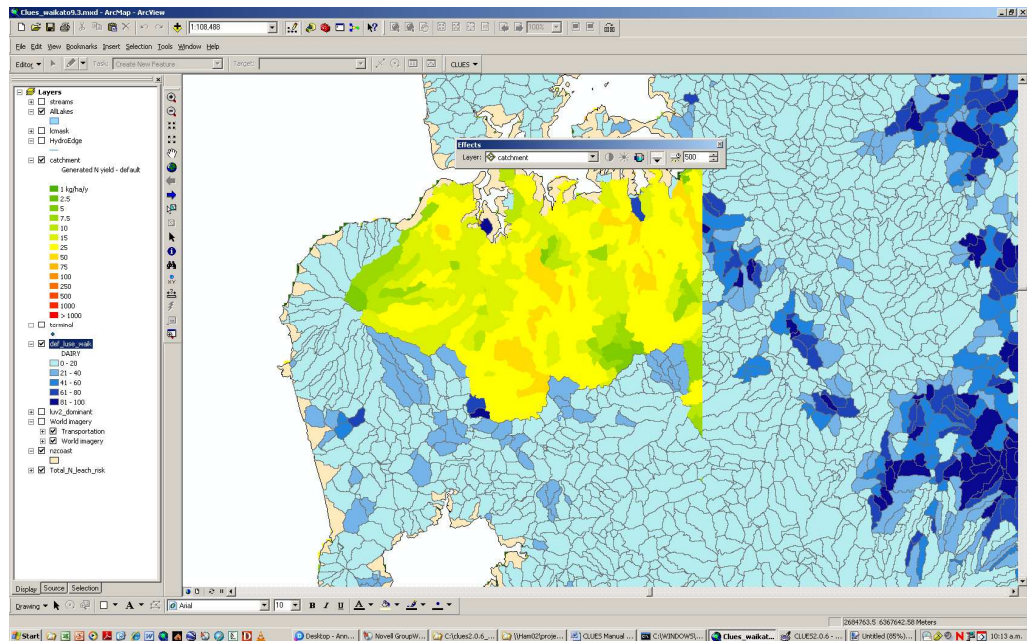 Clues_waikato9.3.mxd - ArcMap - ArcView
1:108,488
100%
File Edit View Bookmarks Insert Selection Tools Window Help
Editor Task: Create New Feature Target: CLUES
Layers
streams
AllLakes
lcmask
HydroEdge
catchment
Generated N yield - default
1 kg/ha/y
2.5
5
7.5
10
15
25
50
75
100
250
500
1000
> 1000
terminal
def_luse_waik
DAIRY
0 - 20
21 - 40
41 - 60
61 - 80
81 - 100
luv2_dominant
World imagery
Transportation
World imagery
nzcoast
Total_N_leach_risk
Effects
Layer: catchment 500
Display Source Selection
2684763.5 6367642.58 Meters
Drawing A Arial 10 B I U A
Start Desktop - Ann... Novell GroupW... C:\clues2.0.6_... \\Ham02\proje... CLUES Manual ... C:\WINDOWS\... Clues_waikat... CLUES2.0.6 - ... Untitled (85%)... EN 10:13 a.m.